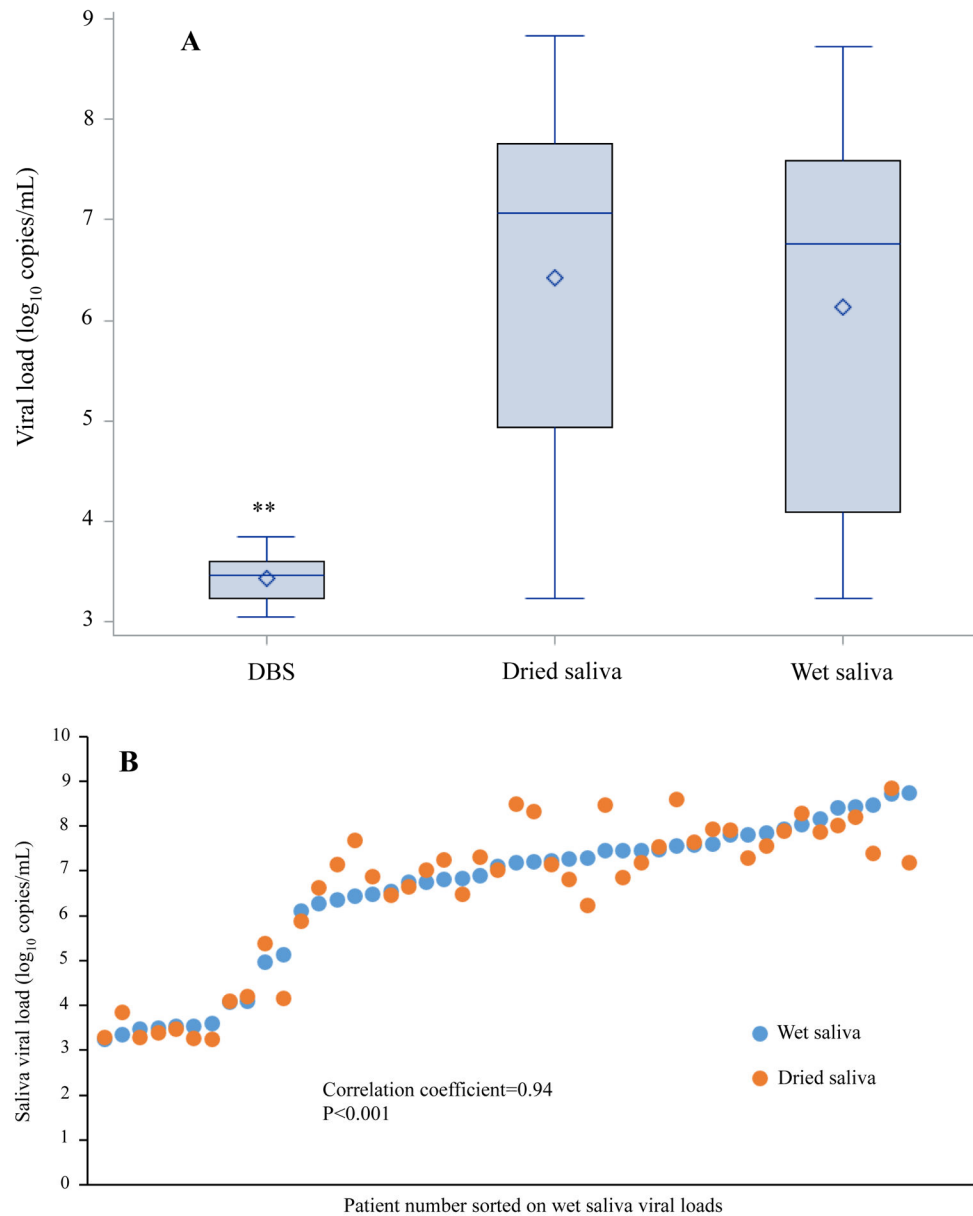 A
9
8
7
6
5
4
3
Viral load (log10 copies/mL)
**
DBS
Dried saliva
Wet saliva
B
10
9
8
7
6
5
4
3
2
1
0
Saliva viral load (log10 copies/mL)
Wet saliva
Dried saliva
Correlation coefficient=0.94
P<0.001
Patient number sorted on wet saliva viral loads